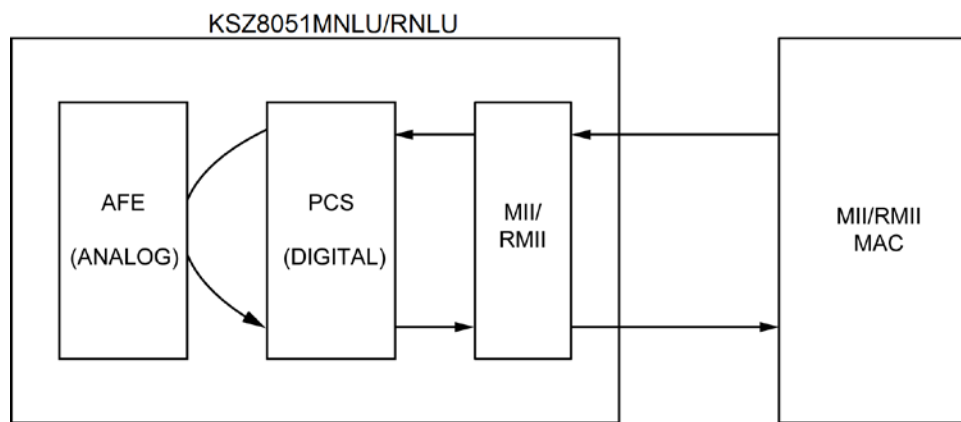 KSZ8051MNLU/RNLU
AFE
(ANALOG)
PCS
(DIGITAL)
MII/
RMII
MII/RMII
MAC